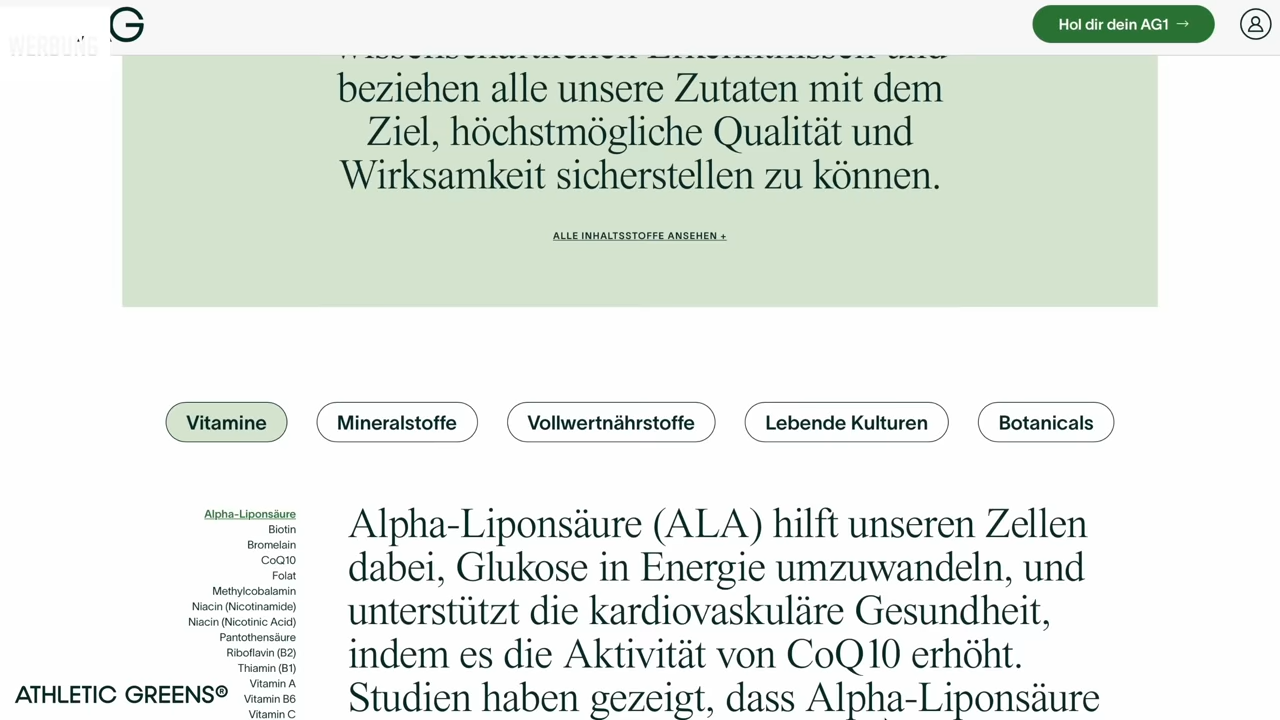 WERBUNG
G
Hol dir dein AG1 →
wissenschaftlichen Erkenntnissen und
beziehen alle unsere Zutaten mit dem
Ziel, höchstmögliche Qualität und
Wirksamkeit sicherstellen zu können.
ALLE INHALTSSTOFFE ANSEHEN +
Vitamine
Mineralstoffe
Vollwertnährstoffe
Lebende Kulturen
Botanicals
Alpha-Liponsäure
Biotin
Bromelain
CoQ10
Folat
Methylcobalamin
Niacin (Nicotinamide)
Niacin (Nicotinic Acid)
Pantothensäure
Riboflavin (B2)
Thiamin (B1)
Vitamin A
Vitamin B6
Vitamin C
Alpha-Liponsäure (ALA) hilft unseren Zellen
dabei, Glukose in Energie umzuwandeln, und
unterstützt die kardiovaskuläre Gesundheit,
indem es die Aktivität von CoQ10 erhöht.
Studien haben gezeigt, dass Alpha-Liponsäure
ATHLETIC GREENS®